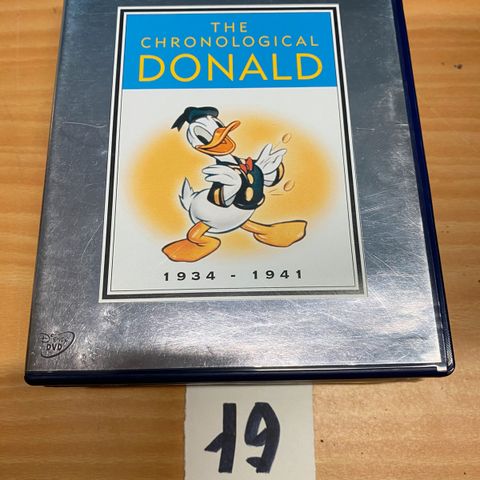 THE
CHRONOLOGICAL
DONALD
1934 - 1941
Disney
DVD
19